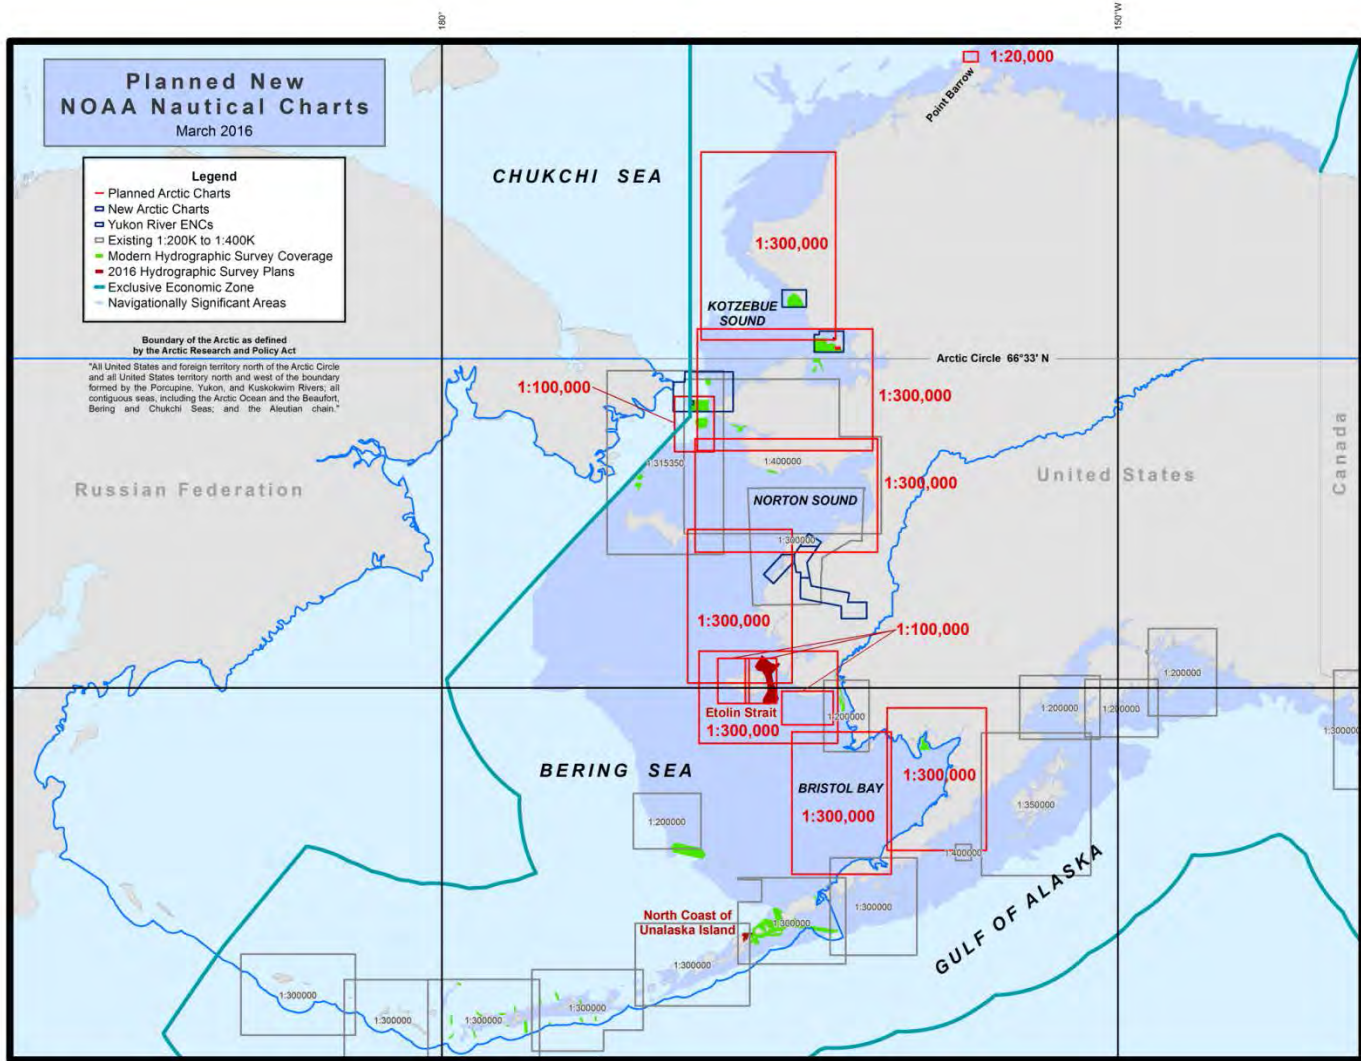 180°
150°W
Planned New
NOAA Nautical Charts
March 2016
Legend
Planned Arctic Charts
New Arctic Charts
Yukon River ENCs
Existing 1:200K to 1:400K
Modern Hydrographic Survey Coverage
2016 Hydrographic Survey Plans
Exclusive Economic Zone
Navigationally Significant Areas
Boundary of the Arctic as defined
by the Arctic Research and Policy Act
"All United States and foreign territory north of the Arctic Circle
and all United States territory north and west of the boundary
formed by the Porcupine, Yukon, and Kuskokwim Rivers; all
contiguous seas, including the Arctic Ocean and the Beaufort,
Bering and Chukchi Seas; and the Aleutian chain."
1:20,000
Point Barrow
CHUKCHI SEA
1:300,000
KOTZEBUE
SOUND
Arctic Circle 66°33' N
1:100,000
1:300,000
1:315350
1:400000
1:300,000
Russian Federation
United States
Canada
NORTON SOUND
1:300000
1:300,000
1:100,000
1:200000
Etolin Strait
1:300,000
1:200000
1:200000
1:200000
1:300000
BERING SEA
BRISTOL BAY
1:300,000
1:300,000
1:350000
1:200000
1:400000
GULF OF ALASKA
1:300000
North Coast of
Unalaska Island
1:300000
1:300000
1:300000
1:300000
1:300000
1:300000